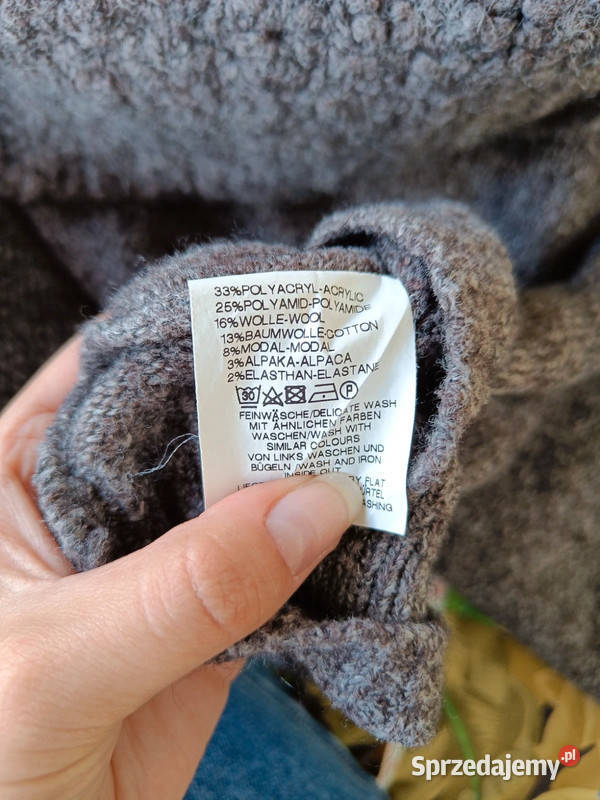 33%POLYACRYL-ACRYLIC
25%POLYAMID-POLYAMIDE
16%WOLLE-WOOL
13%BAUMWOLLE-COTTON
8%MODAL-MODAL
3%ALPAKA-ALPACA
2%ELASTHAN-ELASTANE
30 P
FEINWÄSCHE/DELICATE WASH
MIT ÄHNLICHEN FARBEN
WASCHEN/WASH WITH
SIMILAR COLOURS
VON LINKS WASCHEN UND
BÜGELN /WASH AND IRON
INSIDE OUT
FLAT
Sprzedajemy.pl